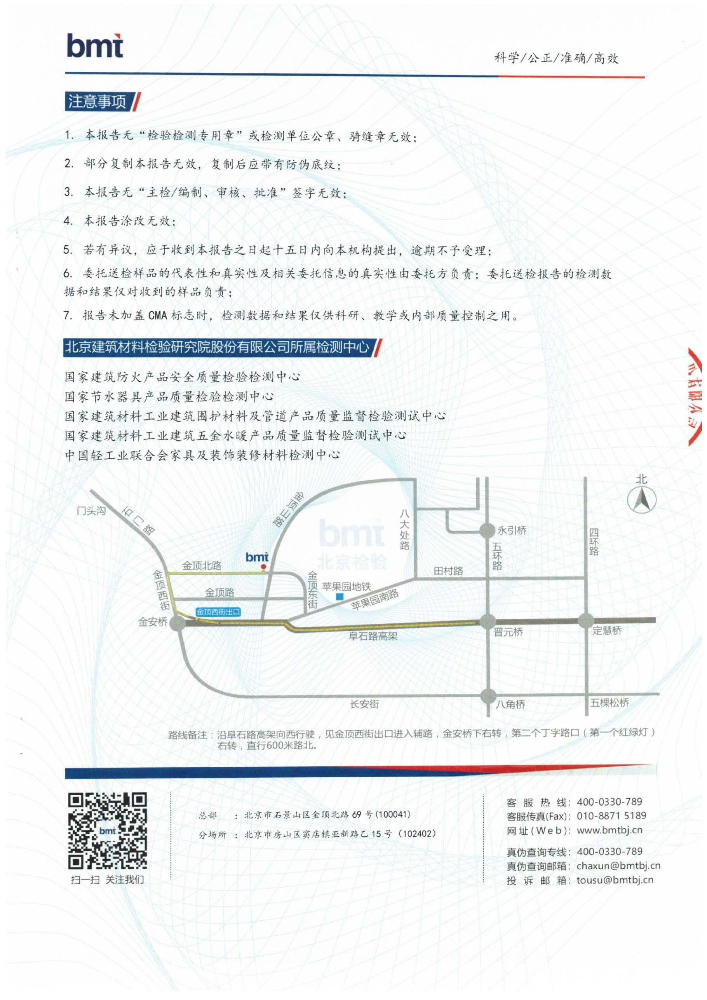 bmt
科学/公正/准确/高效
注意事项
1. 本报告无“检验检测专用章”或检测单位公章、骑缝章无效；
2. 部分复制本报告无效，复制后应带有防伪底纹；
3. 本报告无“主检/编制、审核、批准”签字无效；
4. 本报告涂改无效；
5. 若有异议，应于收到本报告之日起十五日内向本机构提出，逾期不予受理；
6. 委托送检样品的代表性和真实性及相关委托信息的真实性由委托方负责；委托送检报告的检测数
据和结果仅对收到的样品负责；
7. 报告未加盖 CMA 标志时，检测数据和结果仅供科研、教学或内部质量控制之用。
北京建筑材料检验研究院股份有限公司所属检测中心
国家建筑防火产品安全质量检验检测中心
国家节水器具产品质量检验检测中心
国家建筑材料工业建筑围护材料及管道产品质量监督检验测试中心
国家建筑材料工业建筑五金水暖产品质量监督检验测试中心
中国轻工业联合会家具及装饰装修材料检测中心
有限公司
北
门头沟
石门路
金顶山路
八大处路
永引桥
五环路
四环路
bmt
北京检验
bmt
金顶北路
金顶西街
金顶路
金顶东街
苹果园地铁
苹果园南路
田村路
金顶西街出口
金安桥
阜石路高架
晋元桥
定慧桥
长安街
八角桥
五棵松桥
路线备注：沿阜石路高架向西行驶，见金顶西街出口进入辅路，金安桥下右转，第二个丁字路口（第一个红绿灯）
右转，直行600米路北。
bmt
扫一扫 关注我们
总部 ：北京市石景山区金顶北路 69 号(100041)
分场所 ：北京市房山区窦店镇亚新路乙 15 号（102402）
客 服 热 线：400-0330-789
客服传真(Fax)：010-8871 5189
网 址 ( W e b )：www.bmtbj.cn
真伪查询专线：400-0330-789
真伪查询邮箱：chaxun@bmtbj.cn
投 诉 邮 箱：tousu@bmtbj.cn